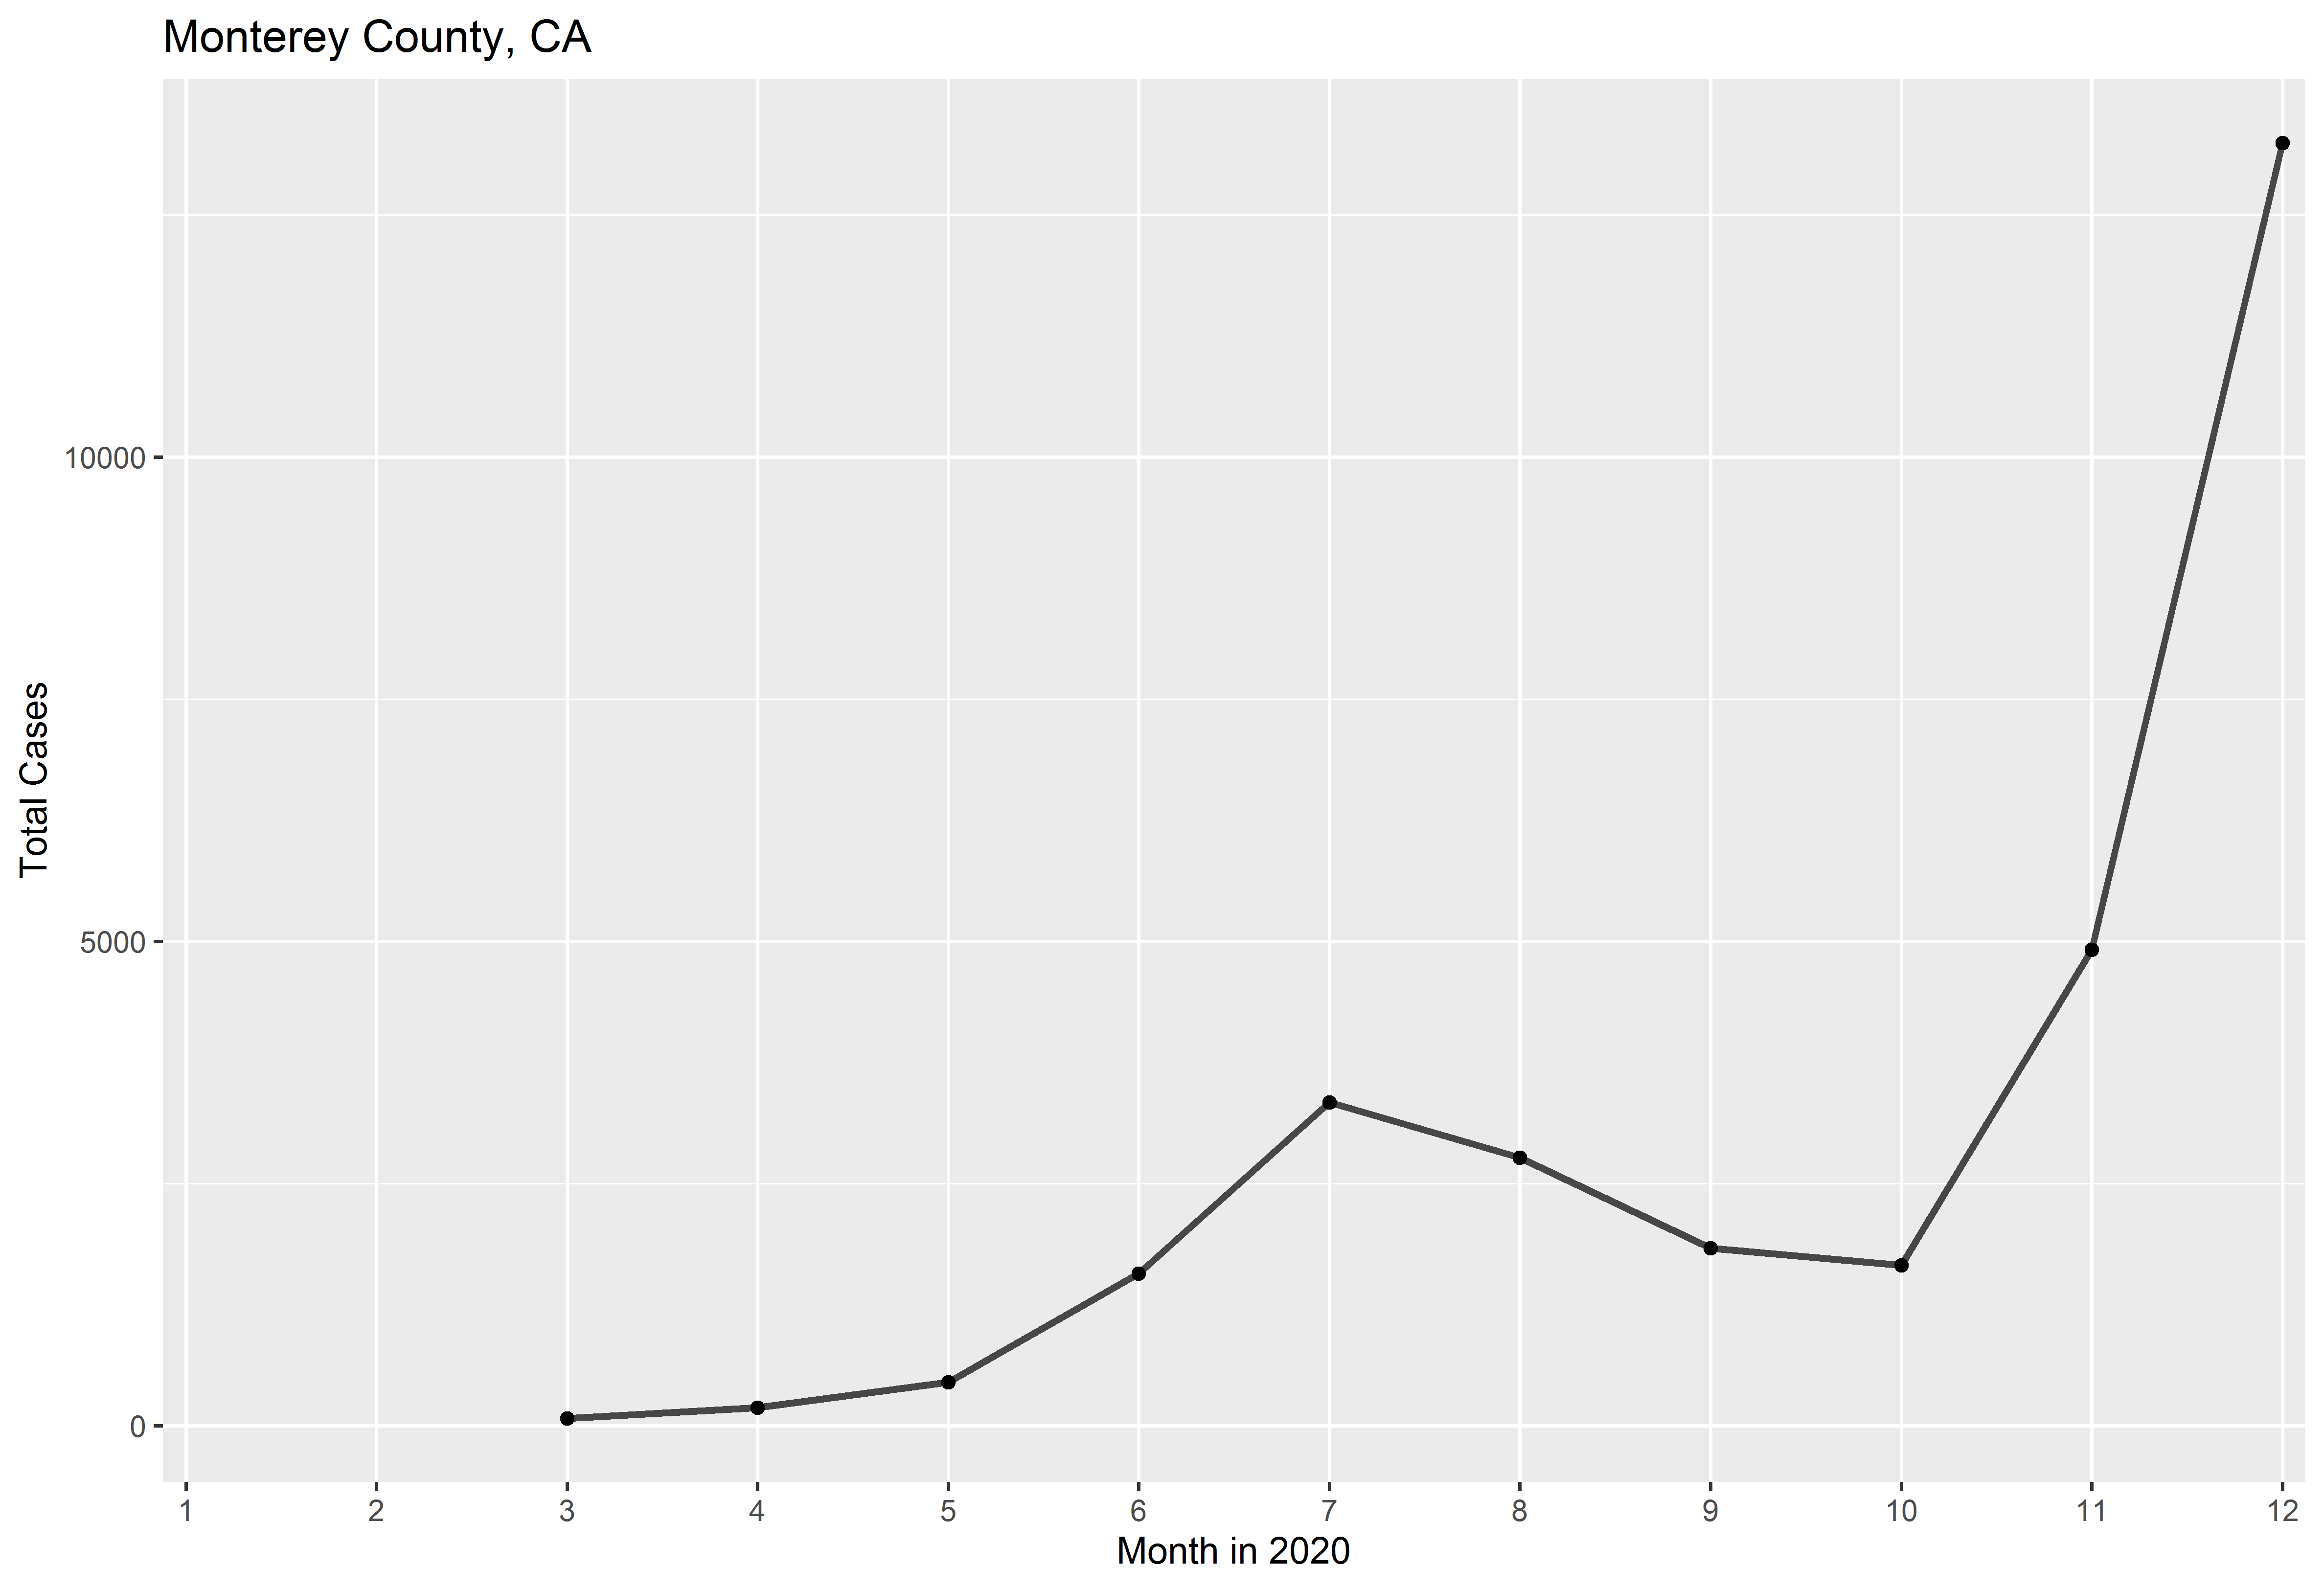 Monterey County, CA
Total Cases
10000
5000
0
1 2 3 4 5 6 7 8 9 10 11 12
Month in 2020